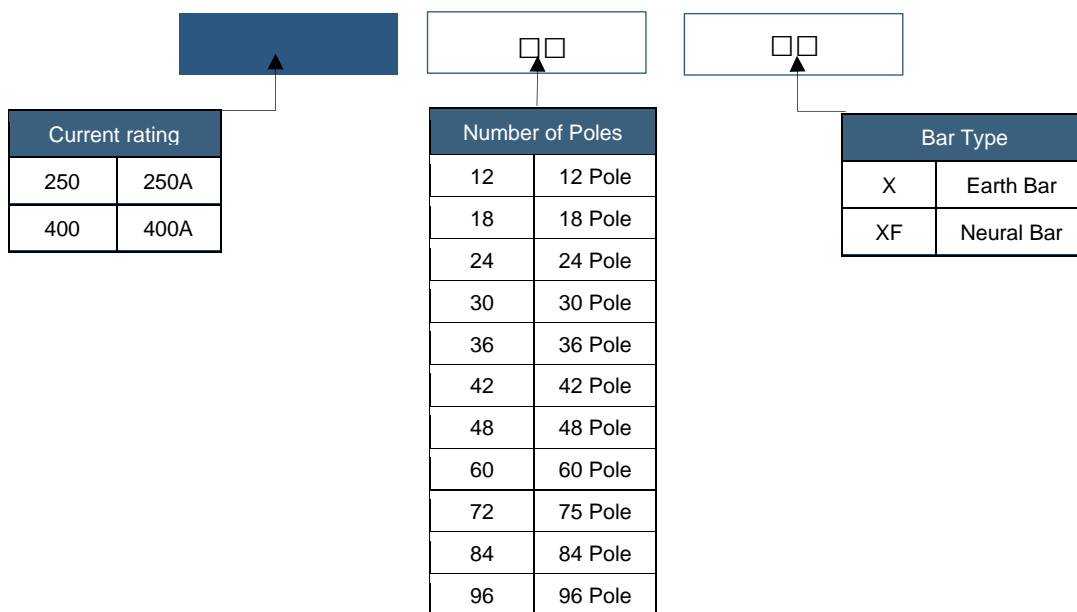 □□ □□
Current rating
250 250A
400 400A
Number of Poles
12 12 Pole
18 18 Pole
24 24 Pole
30 30 Pole
36 36 Pole
42 42 Pole
48 48 Pole
60 60 Pole
72 75 Pole
84 84 Pole
96 96 Pole
Bar Type
X Earth Bar
XF Neural Bar